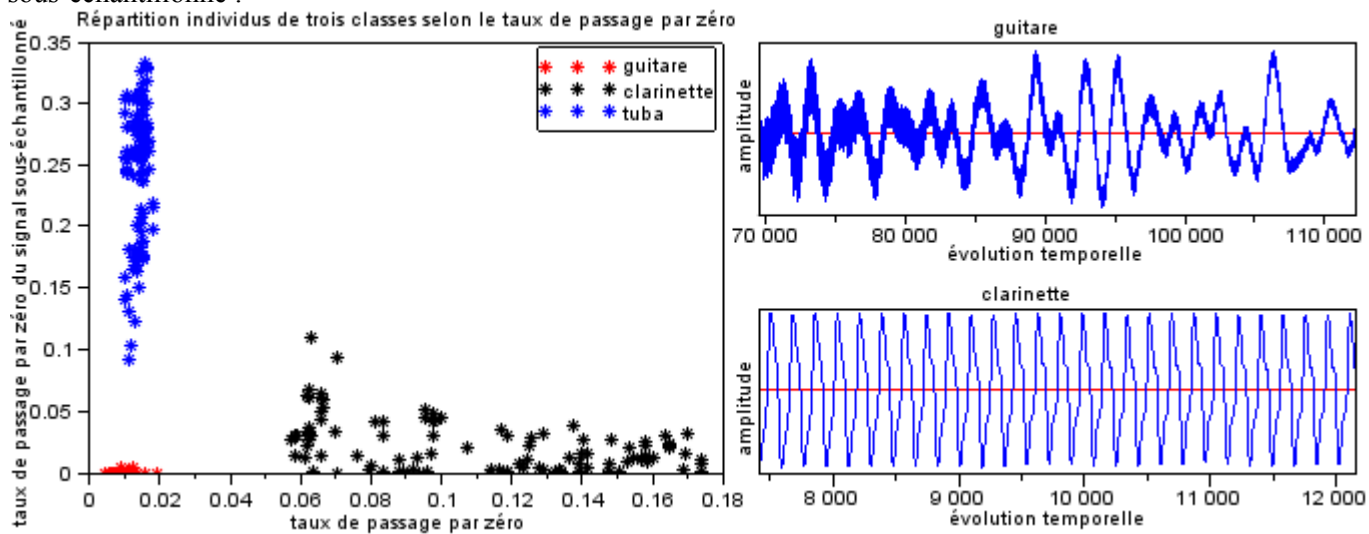 sous-échantillonné :
Répartition individus de trois classes selon le taux de passage par zéro
taux de passage par zéro du signal sous-échantillonné
0.35
0.3
0.25
0.2
0.15
0.1
0.05
0
guitare
clarinette
tuba
0 0.02 0.04 0.06 0.08 0.1 0.12 0.14 0.16 0.18
taux de passage par zéro
guitare
amplitude
70 000 80 000 90 000 100 000 110 000
évolution temporelle
clarinette
amplitude
8 000 9 000 10 000 11 000 12 000
évolution temporelle